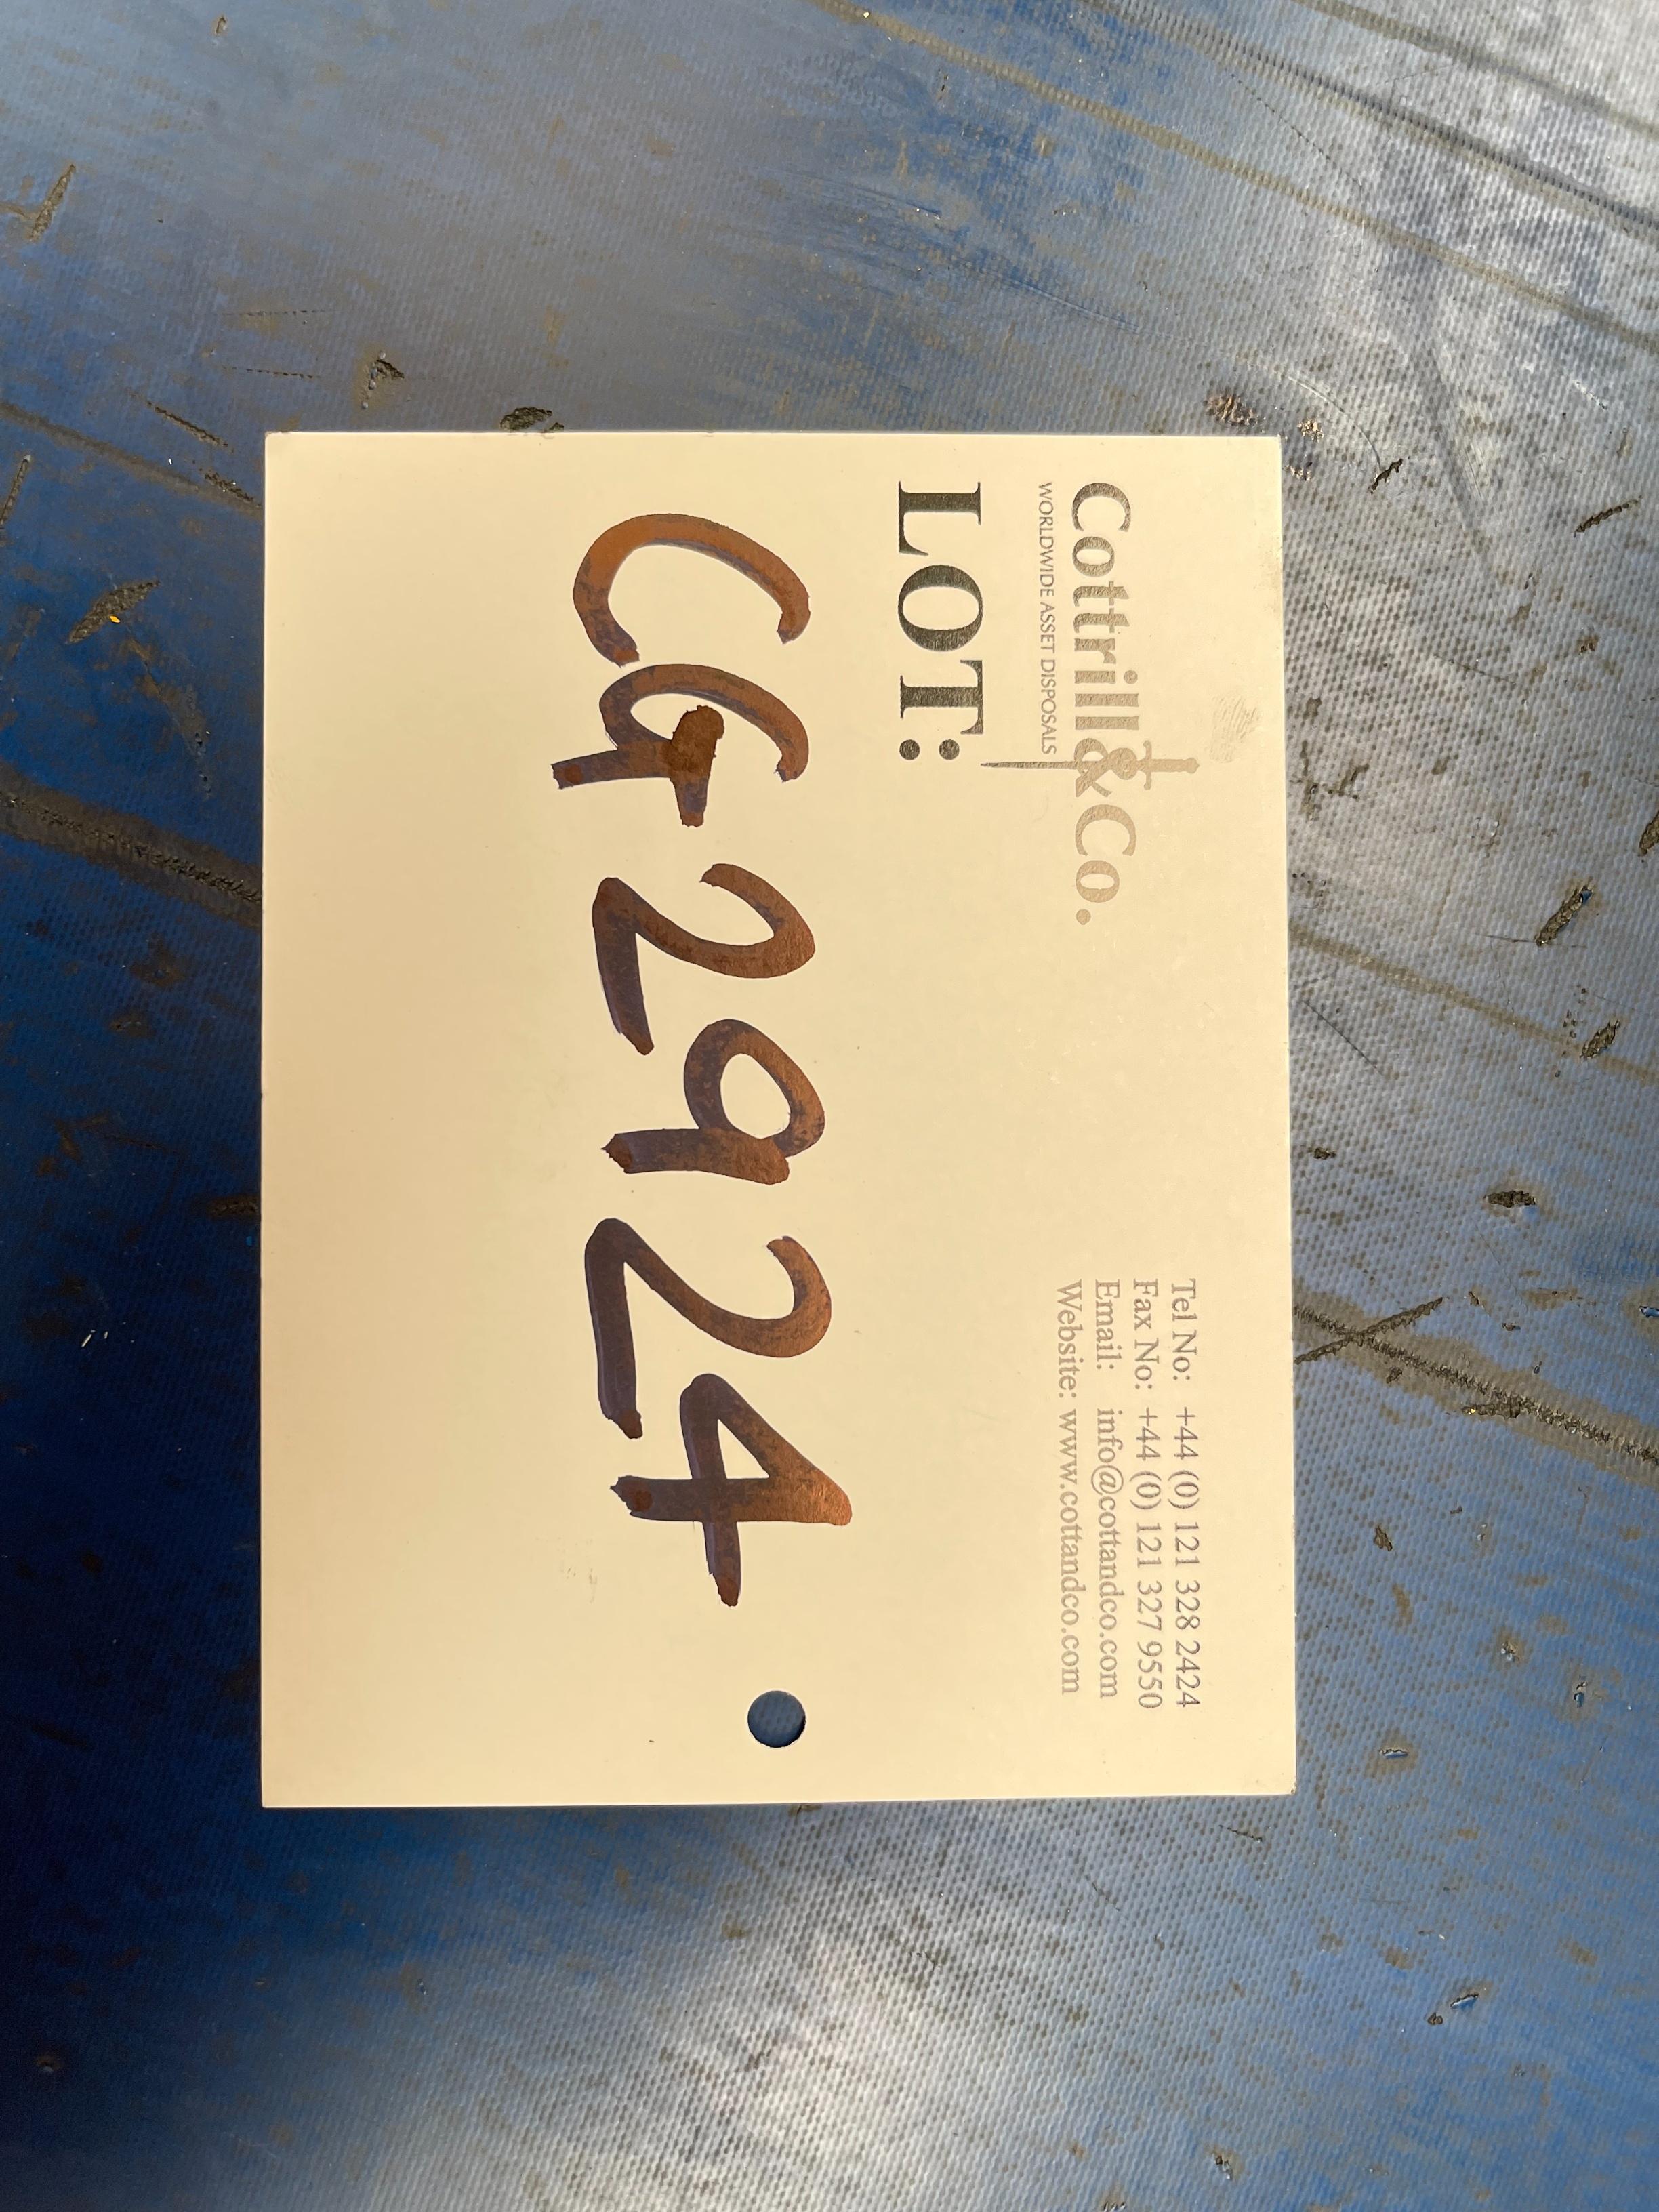 Cottrill&Co.
WORLDWIDE ASSET DISPOSALS
Tel No: +44 (0) 121 328 2424
Fax No: +44 (0) 121 327 9550
Email: info@cottandco.com
Website: www.cottandco.com
LOT:
CG2924